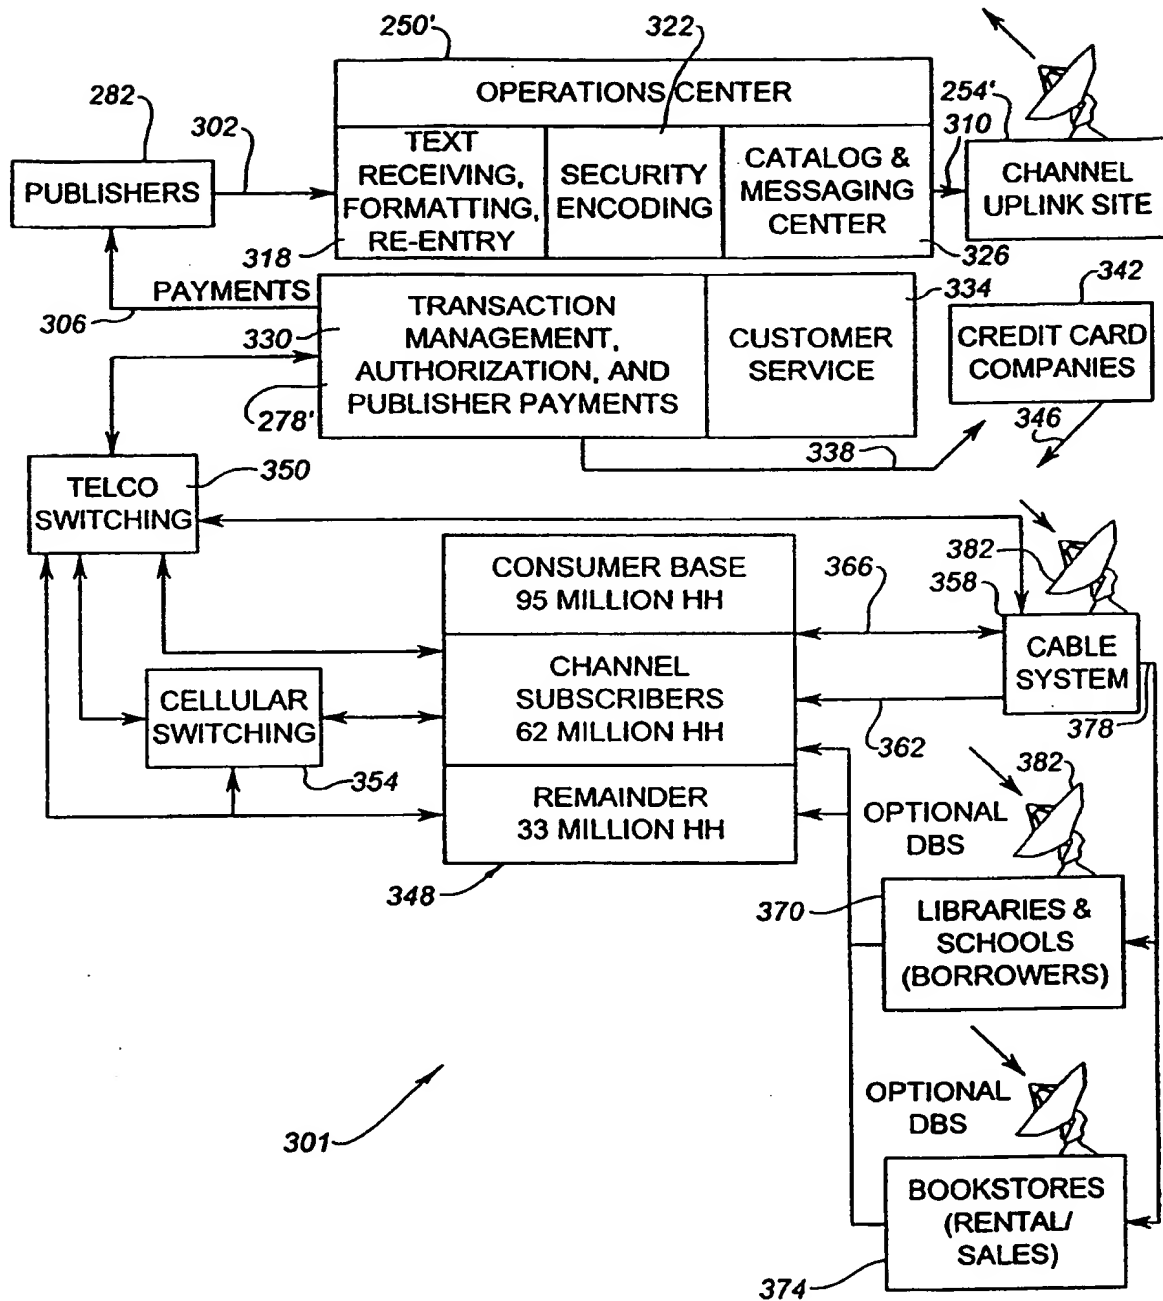 250'
322
OPERATIONS CENTER
282
302
254'
310
PUBLISHERS
TEXT
RECEIVING,
FORMATTING,
RE-ENTRY
318
SECURITY
ENCODING
CATALOG &
MESSAGING
CENTER
326
CHANNEL
UPLINK SITE
PAYMENTS
306
330
TRANSACTION
MANAGEMENT,
AUTHORIZATION, AND
PUBLISHER PAYMENTS
278'
334
CUSTOMER
SERVICE
342
CREDIT CARD
COMPANIES
346
338
350
TELCO
SWITCHING
CONSUMER BASE
95 MILLION HH
366
382
358
CABLE
SYSTEM
378
CHANNEL
SUBSCRIBERS
62 MILLION HH
362
CELLULAR
SWITCHING
354
REMAINDER
33 MILLION HH
348
382
OPTIONAL
DBS
370
LIBRARIES &
SCHOOLS
(BORROWERS)
OPTIONAL
DBS
301
BOOKSTORES
(RENTAL/
SALES)
374